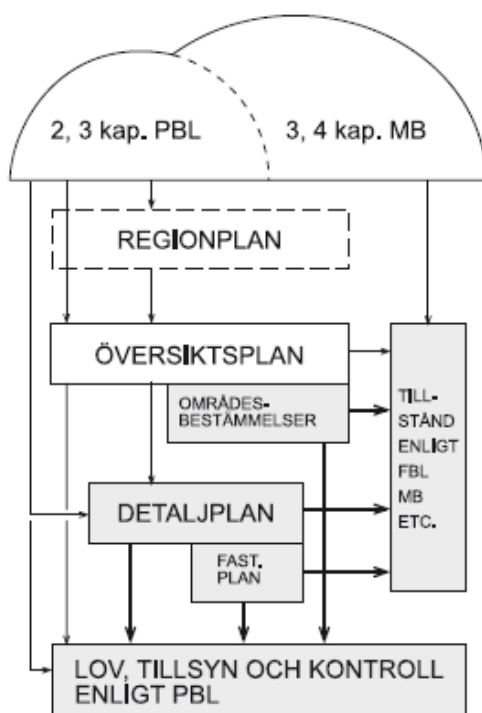 2, 3 kap. PBL
3, 4 kap. MB
REGIONPLAN
ÖVERSIKTSPLAN
OMRÅDES-
BESTÄMMELSER
TILL-
STÅND
ENLIGT
FBL
MB
ETC.
DETALJPLAN
FAST.
PLAN
LOV, TILLSYN OCH KONTROLL
ENLIGT PBL